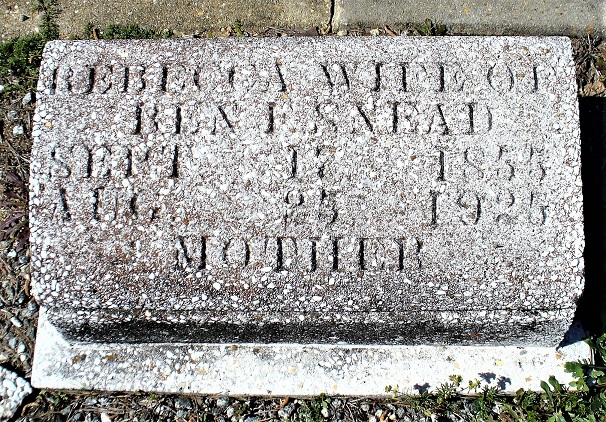 REBECCA WIFE OF
BEN F. SNEAD
SEPT 17 1855
AUG. 25 1925
MOTHER